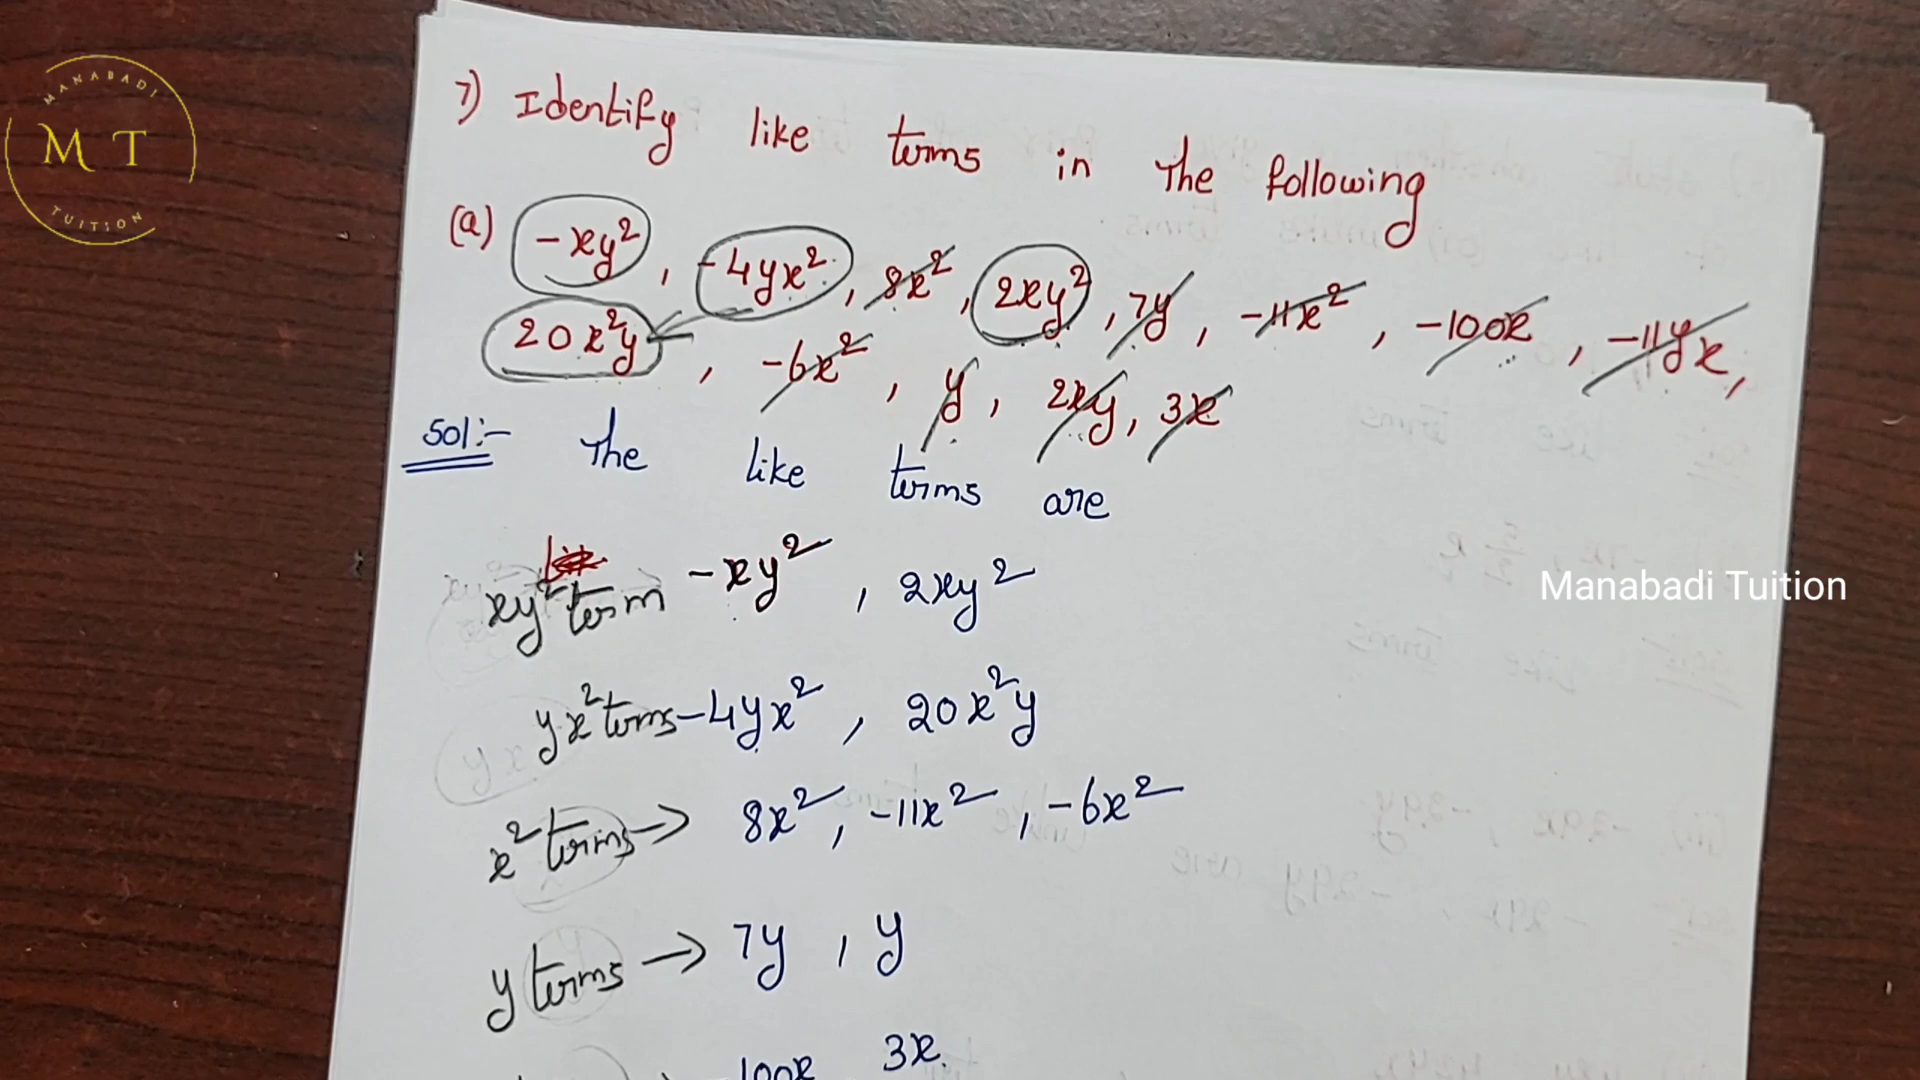 MANABADI
MT
TUITION
7) Identify like terms in the following
(a) -xy², -4yx², 8x², 2xy², 7y, -11x², -100x, -11yx,
20x²y, -6x², y, 2xy, 3x
Sol:- The like terms are
xy² term -xy², 2xy²
yx² terms -4yx², 20x²y
x² terms → 8x², -11x², -6x²
y terms → 7y, y
100x 3x
Manabadi Tuition